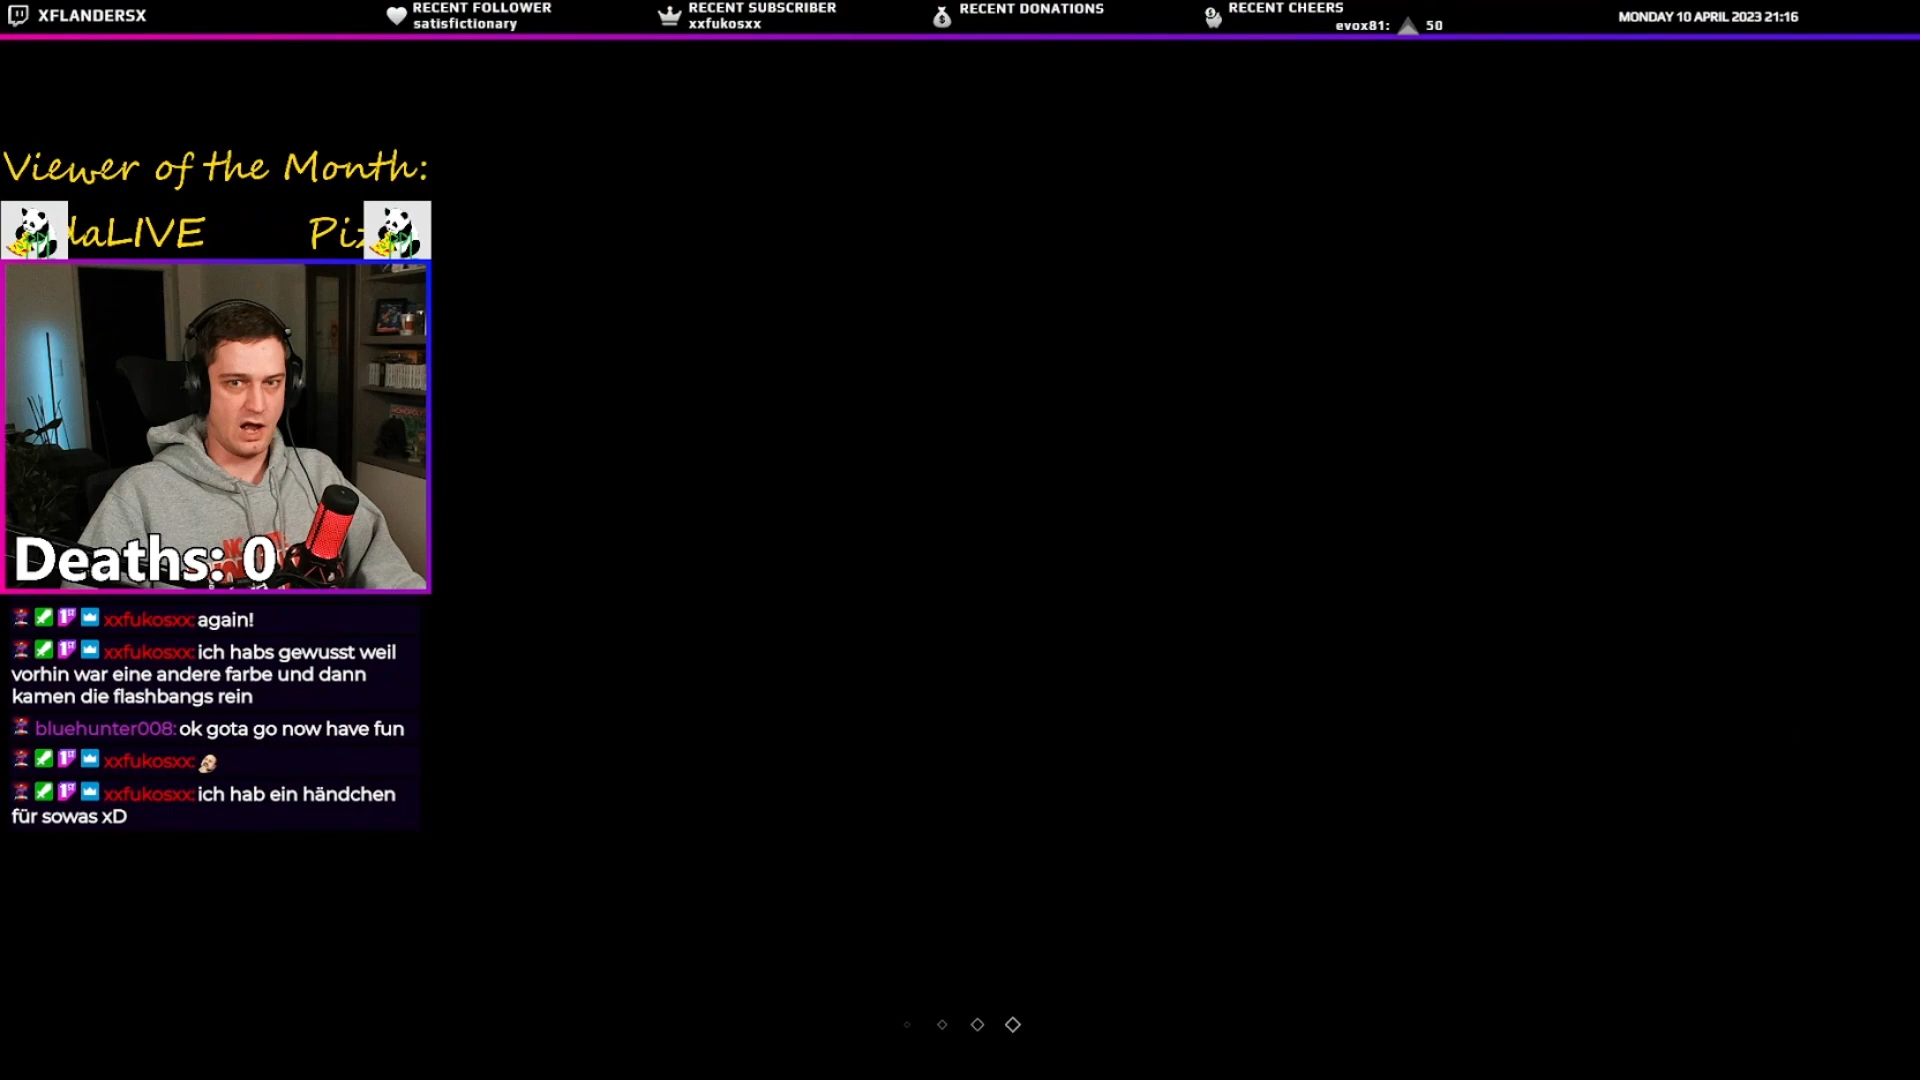 XFLANDERSX
RECENT FOLLOWER
satisfictionary
RECENT SUBSCRIBER
xxfukosxx
RECENT DONATIONS
RECENT CHEERS
evox81: 50
MONDAY 10 APRIL 2023 21:16
Viewer of the Month:
daLIVE Piz
Deaths: 0
xxfukosxx: again!
xxfukosxx: ich habs gewusst weil
vorhin war eine andere farbe und dann
kamen die flashbangs rein
bluehunter008: ok gota go now have fun
xxfukosxx:
xxfukosxx: ich hab ein händchen
für sowas xD